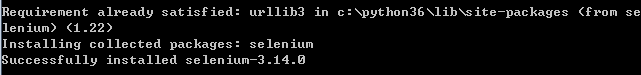 Requirement already satisfied: urllib3 in c:\python36\lib\site-packages (from se
lenium) (1.22)
Installing collected packages: selenium
Successfully installed selenium-3.14.0